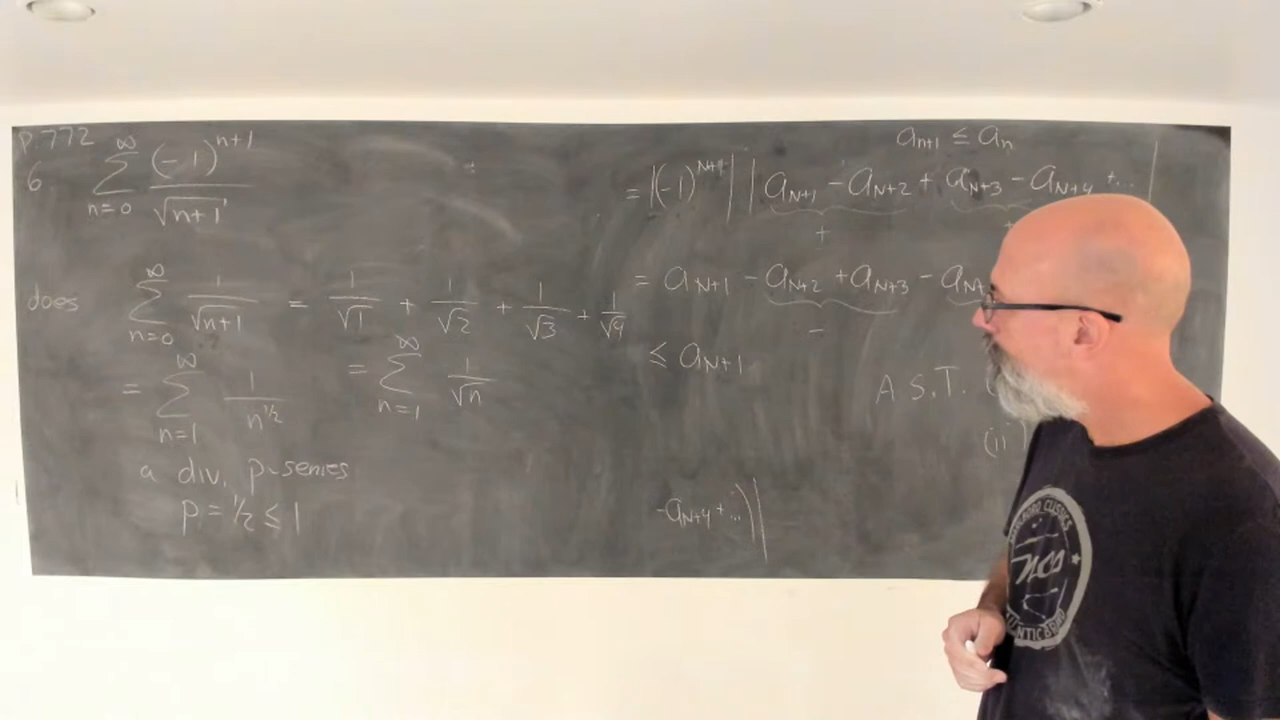 p.772
6 ∞ Σ n=0 (-1)^{n+1} / √(n+1)
does ∞ Σ n=0 1/√(n+1) = 1/√1 + 1/√2 + 1/√3 + 1/√4
= ∞ Σ n=1 1/n^{1/2} = ∞ Σ n=1 1/√n
a div. p-series
p = 1/2 ≤ 1
a_{n+1} ≤ a_n
= |(-1)^{N+1}| | a_{N+1} - a_{N+2} + a_{N+3} - a_{N+4} + ... |
+
= a_{N+1} - a_{N+2} + a_{N+3} - a
-
≤ a_{N+1}
A.S.T. (
(ii)
-a_{N+4} + ...)|
NCS